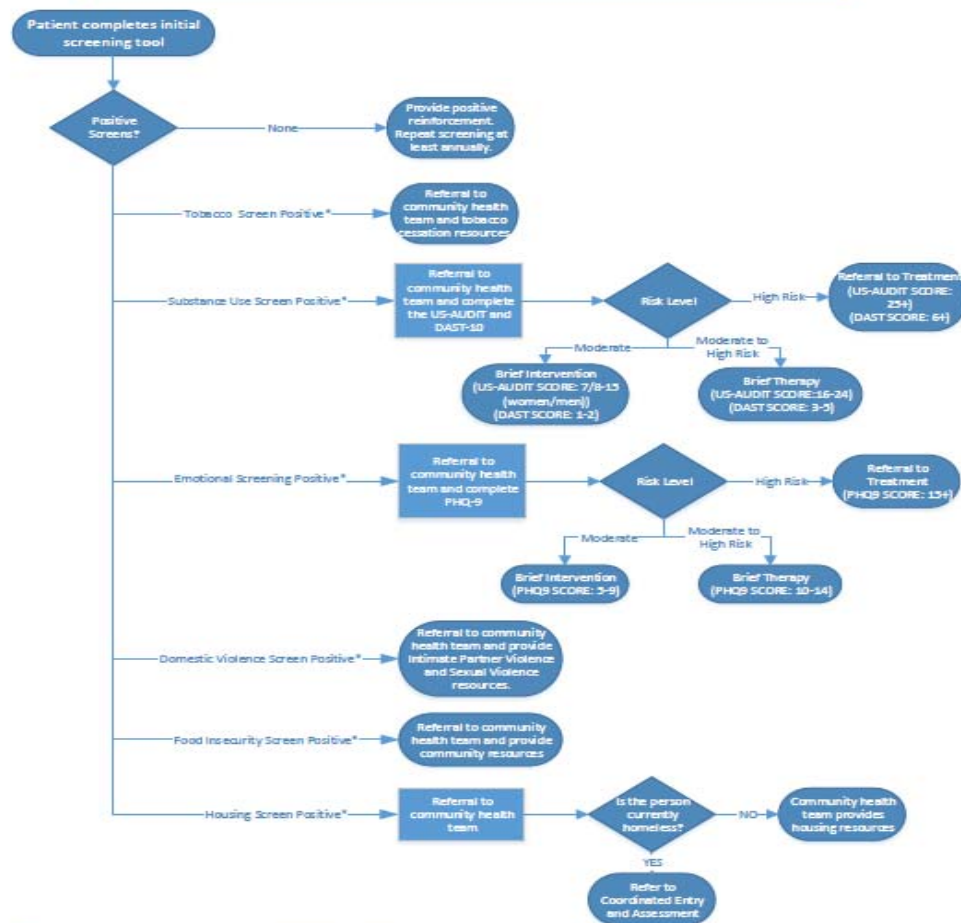 Patient completes initial
screening tool
Positive
Screens?
None
Provide positive
reinforcement.
Repeat screening at
least annually.
Tobacco Screen Positive*
Referral to
community health
team and tobacco
cessation resources
Substance Use Screen Positive*
Referral to
community health
team and complete
the US-AUDIT and
DAST-10
Risk Level
High Risk
Referral to Treatment
(US-AUDIT SCORE:
25+)
(DAST SCORE: 6+)
Moderate
Moderate to
High Risk
Brief Intervention
(US-AUDIT SCORE: 7/8-15
(women/men))
(DAST SCORE: 1-2)
Brief Therapy
(US-AUDIT SCORE:16-24)
(DAST SCORE: 3-5)
Emotional Screening Positive*
Referral to
community health
team and complete
PHQ-9
Risk Level
High Risk
Referral to
Treatment
(PHQ9 SCORE: 15+)
Moderate
Moderate to
High Risk
Brief Intervention
(PHQ9 SCORE: 5-9)
Brief Therapy
(PHQ9 SCORE: 10-14)
Domestic Violence Screen Positive*
Referral to community
health team and provide
Intimate Partner Violence
and Sexual Violence
resources.
Food Insecurity Screen Positive*
Referral to community
health team and provide
community resources
Housing Screen Positive*
Referral to
community health
team
Is the person
currently
homeless?
NO
Community health
team provides
housing resources
YES
Refer to
Coordinated Entry
and Assessment